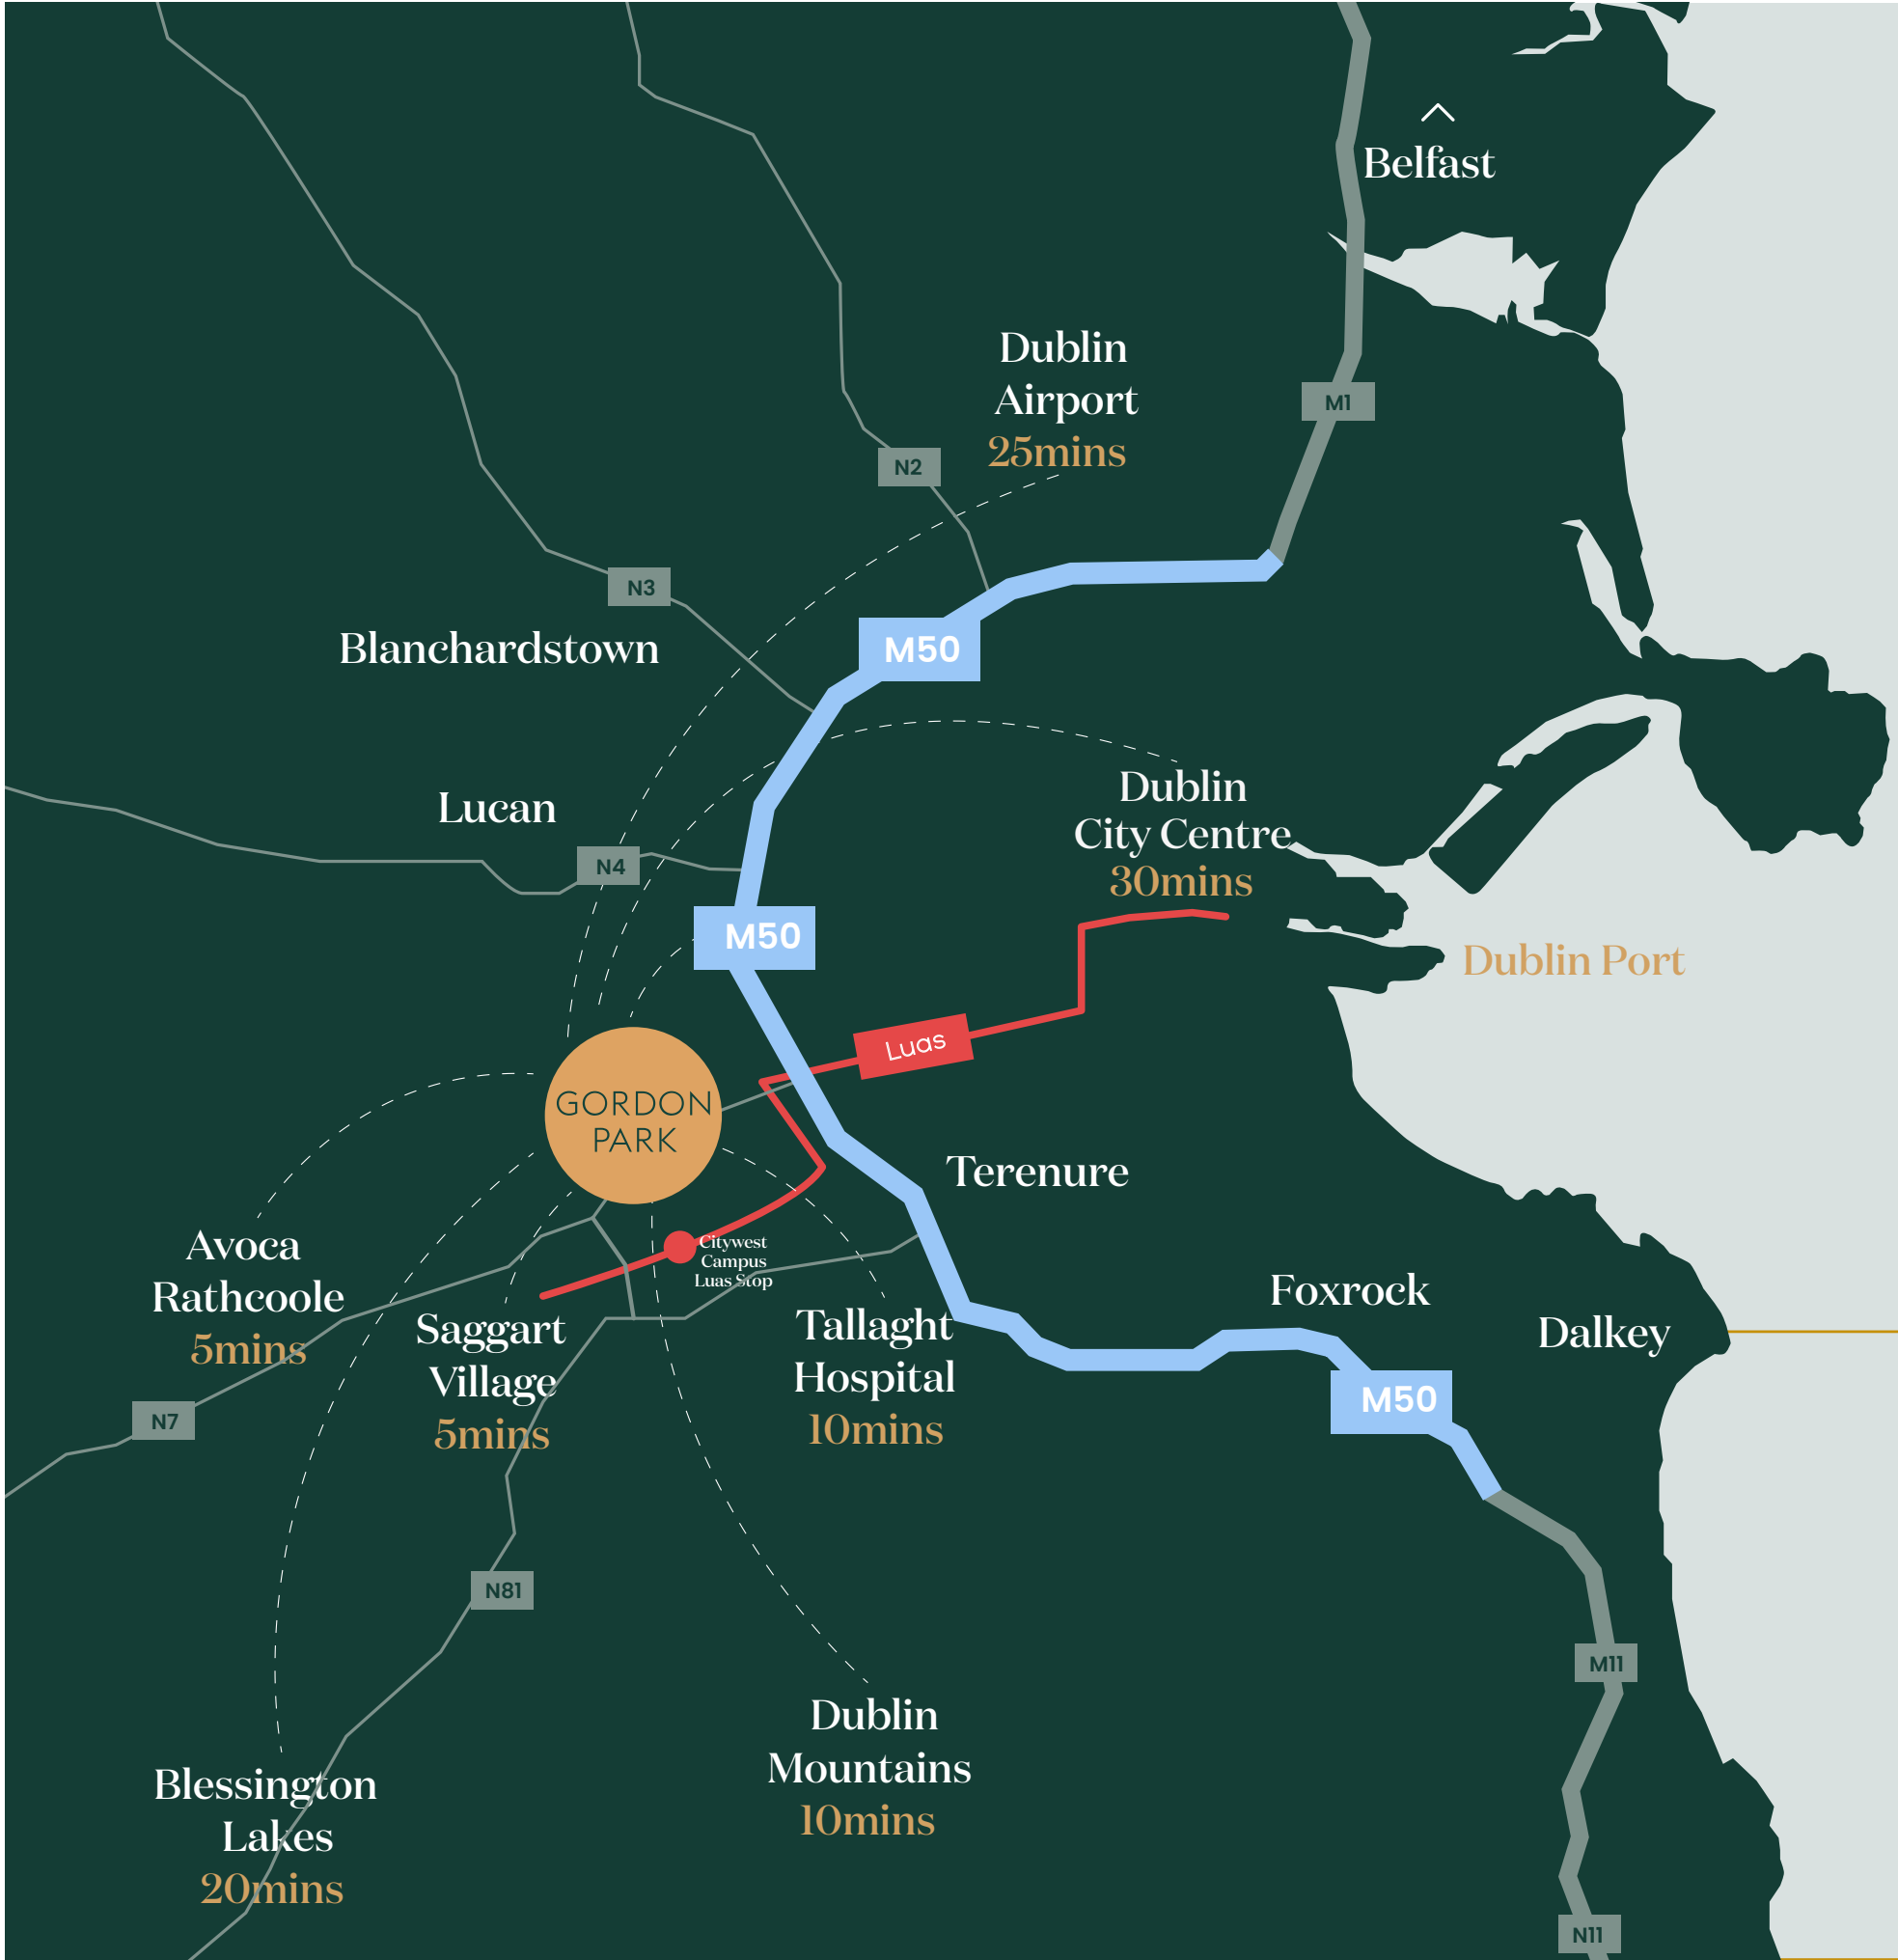 Belfast
Dublin
Airport
25mins
M1
N2
N3
Blanchardstown
M50
Lucan
Dublin
City Centre
30mins
N4
M50
Dublin Port
Luas
GORDON
PARK
Terenure
Avoca
Rathcoole
5mins
Citywest
Campus
Luas Stop
Saggart
Village
5mins
Tallaght
Hospital
10mins
Foxrock
Dalkey
M50
N7
N81
M11
Dublin
Mountains
10mins
Blessington
Lakes
20mins
N11